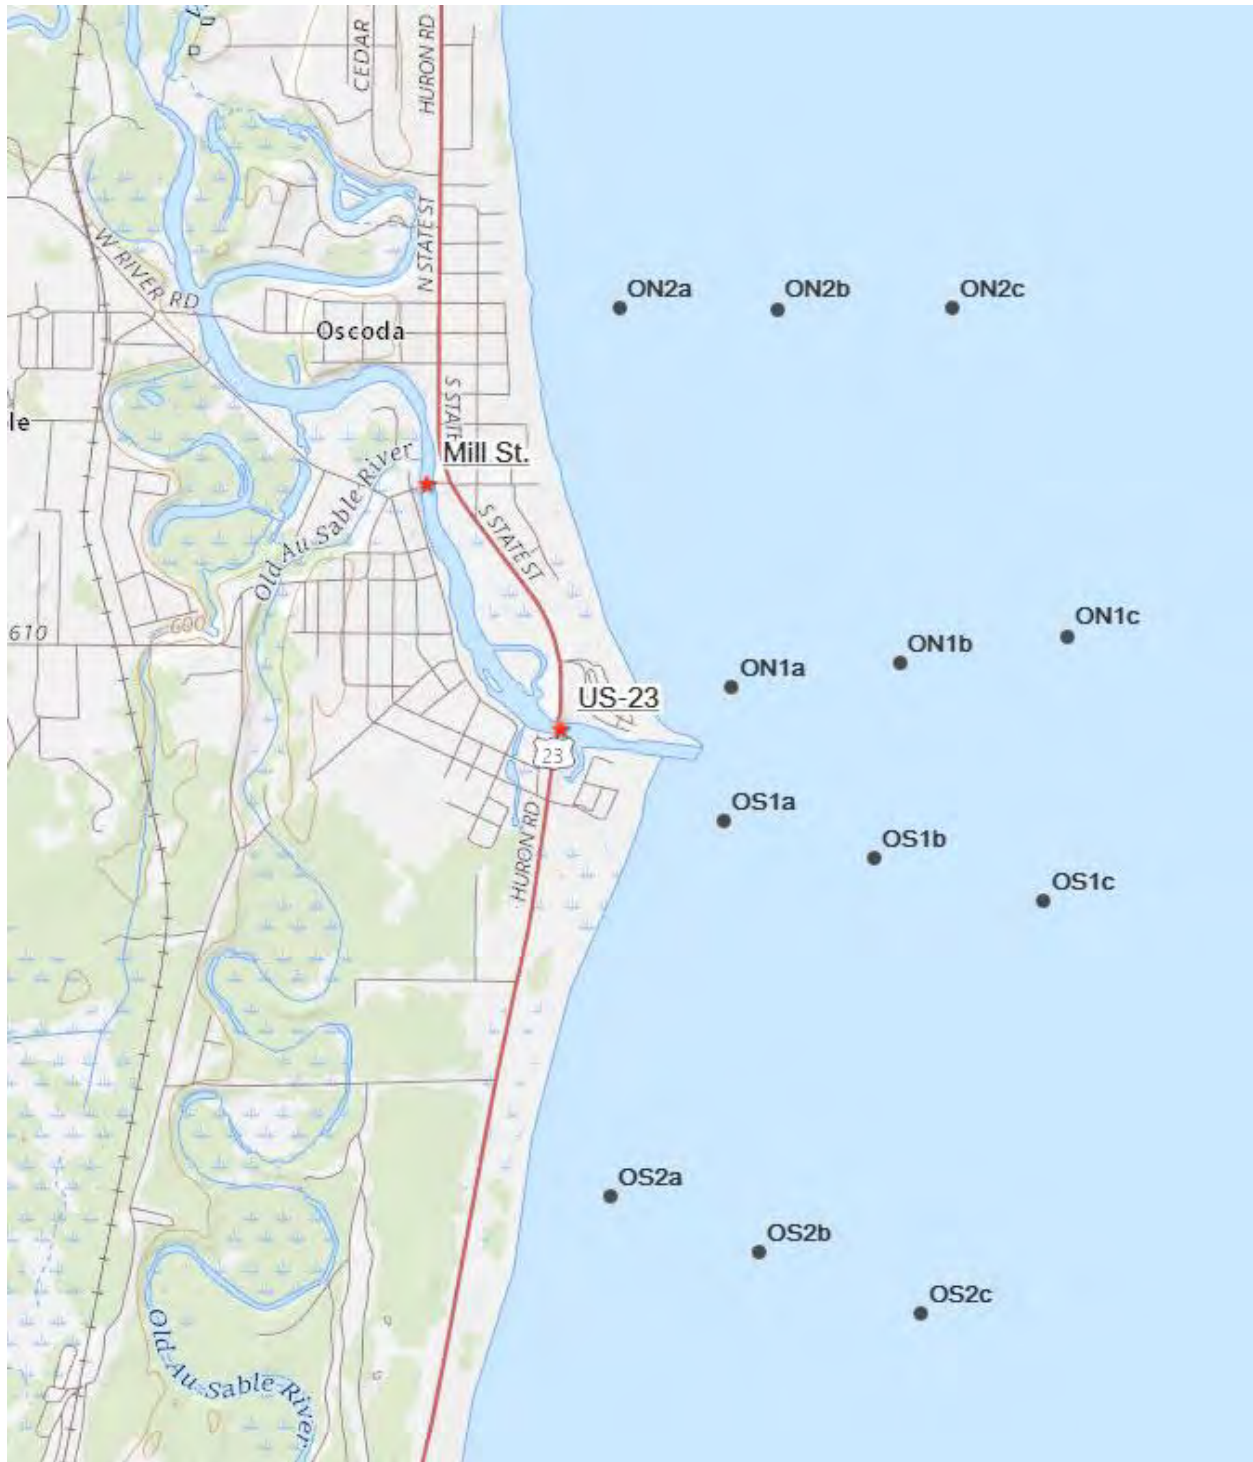 CEDAR
HURON RD
N STATE ST
W RIVER RD
ON2a
ON2b
ON2c
Oscoda
S STATE
le
Mill St.
Old Au Sable River
S STATE ST
600
610
ON1c
ON1b
ON1a
US-23
23
OS1a
HURON RD
OS1b
OS1c
OS2a
OS2b
OS2c
Old Au Sable River